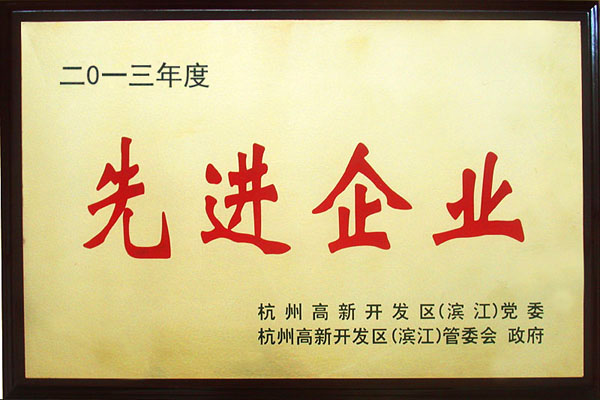 二0一三年度
先进企业
杭州高新开发区(滨江)党委
杭州高新开发区(滨江)管委会 政府